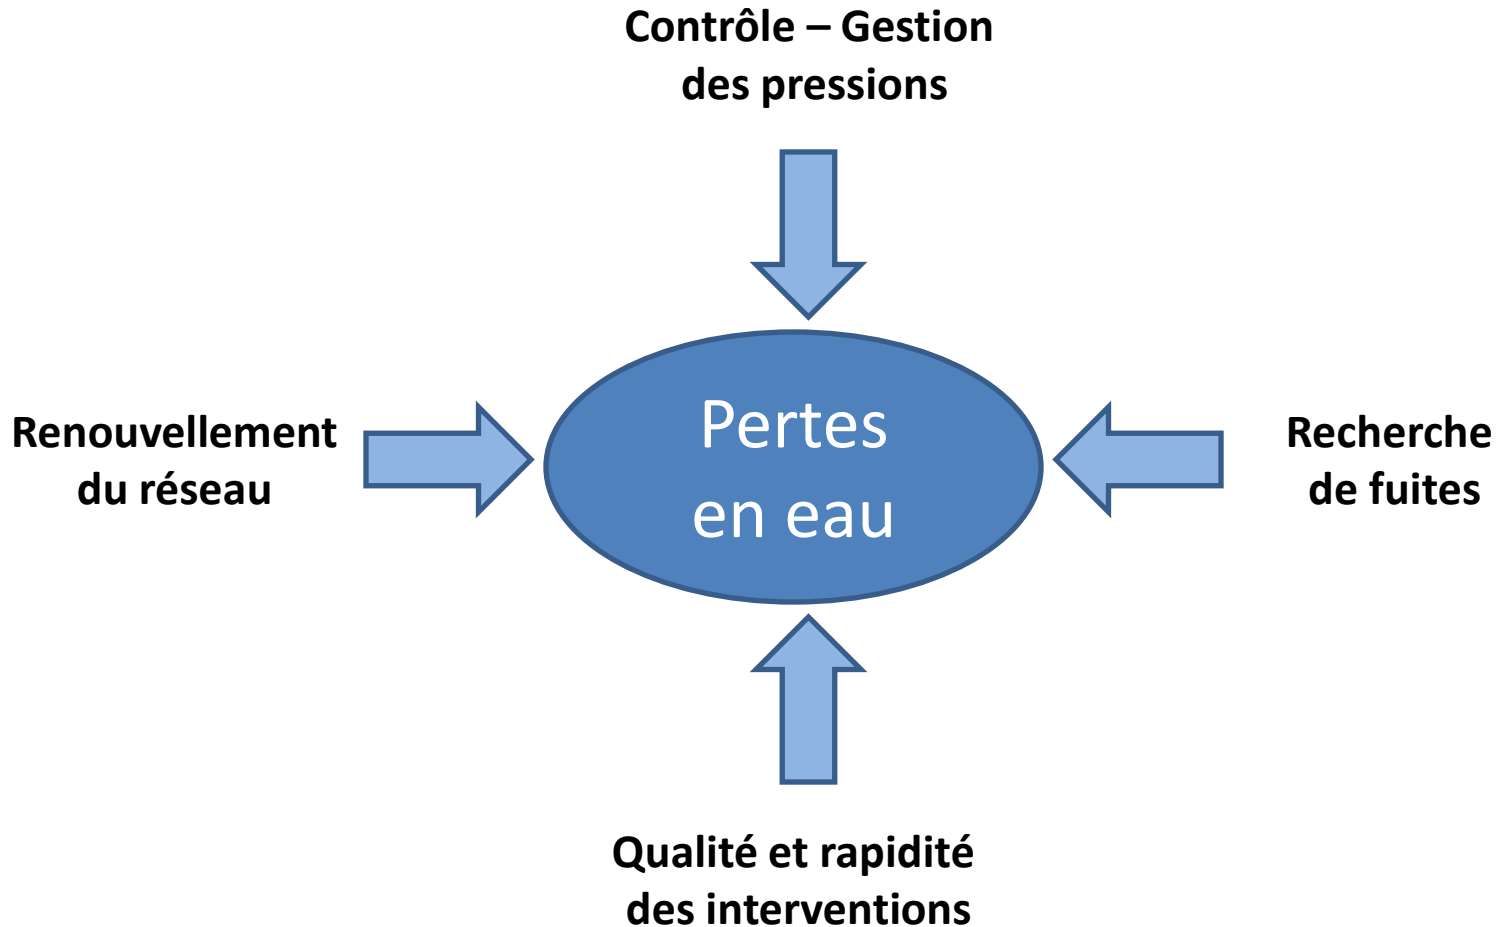 Contrôle – Gestion
des pressions
Renouvellement
du réseau
Pertes
en eau
Recherche
de fuites
Qualité et rapidité
des interventions